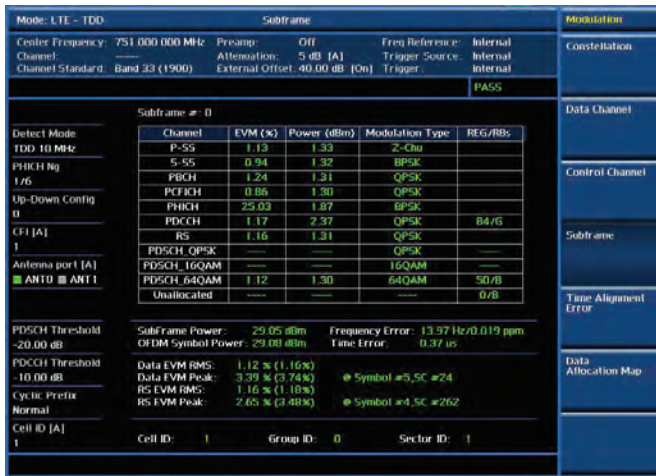 Mode: LTE - TDD
Subframe
Modulation
Center Frequency: 751.000 000 MHz Preamp: Off Freq Reference: Internal
Channel: ---- Attenuation: 5 dB [A] Trigger Source: Internal
Channel Standard: Band 33 (1900) External Offset: 40.00 dB [On] Trigger: Internal
PASS
Constellation
Data Channel
Control Channel
Subframe
Time Alignment
Error
Data
Allocation Map
Detect Mode
TDD 10 MHz
PHICH Ng
1/6
Up-Down Config
0
CFI [A]
1
Antenna port [A]
ANT0 ANT1
PDSCH Threshold
-20.00 dB
PDCCH Threshold
-10.00 dB
Cyclic Prefix
Normal
Cell ID [A]
1
Subframe #: 0
Channel EVM (%) Power (dBm) Modulation Type REG/RBs
P-SS 1.13 1.33 Z-Chu
S-SS 0.94 1.32 BPSK
PBCH 1.24 1.31 QPSK
PCFICH 0.86 1.30 QPSK
PHICH 25.03 1.87 BPSK
PDCCH 1.17 2.37 QPSK 84/G
RS 1.16 1.31 QPSK
PDSCH_QPSK ---- ---- QPSK ----
PDSCH_16QAM ---- ---- 16QAM ----
PDSCH_64QAM 1.12 1.30 64QAM 50/B
Unallocated ---- ---- ---- 0/B
SubFrame Power: 29.05 dBm Frequency Error: 13.97 Hz/0.019 ppm
OFDM Symbol Power: 29.08 dBm Time Error: 0.37 us
Data EVM RMS: 1.12 % (1.16%)
Data EVM Peak: 3.39 % (3.74%) @ Symbol #5,SC #24
RS EVM RMS: 1.16 % (1.18%)
RS EVM Peak: 2.65 % (3.48%) @ Symbol #4,SC #262
Cell ID: 1 Group ID: 0 Sector ID: 1